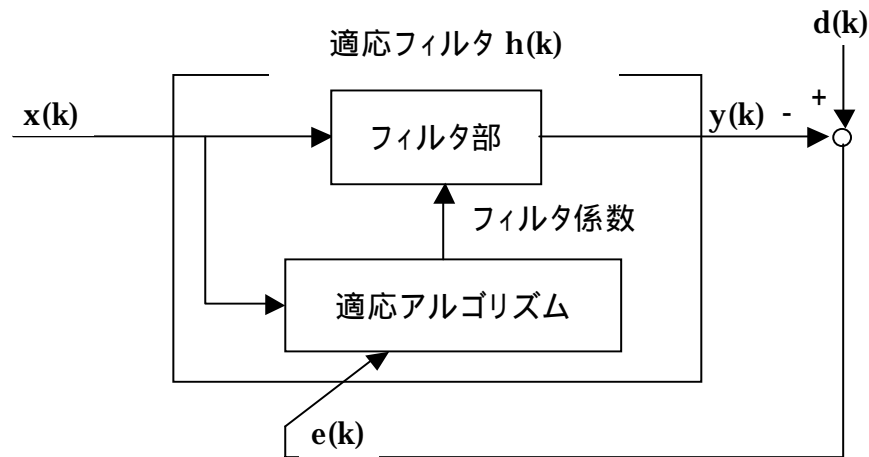 適応フィルタ h(k)
d(k)
x(k)
フィルタ部
y(k) - +
フィルタ係数
適応アルゴリズム
e(k)